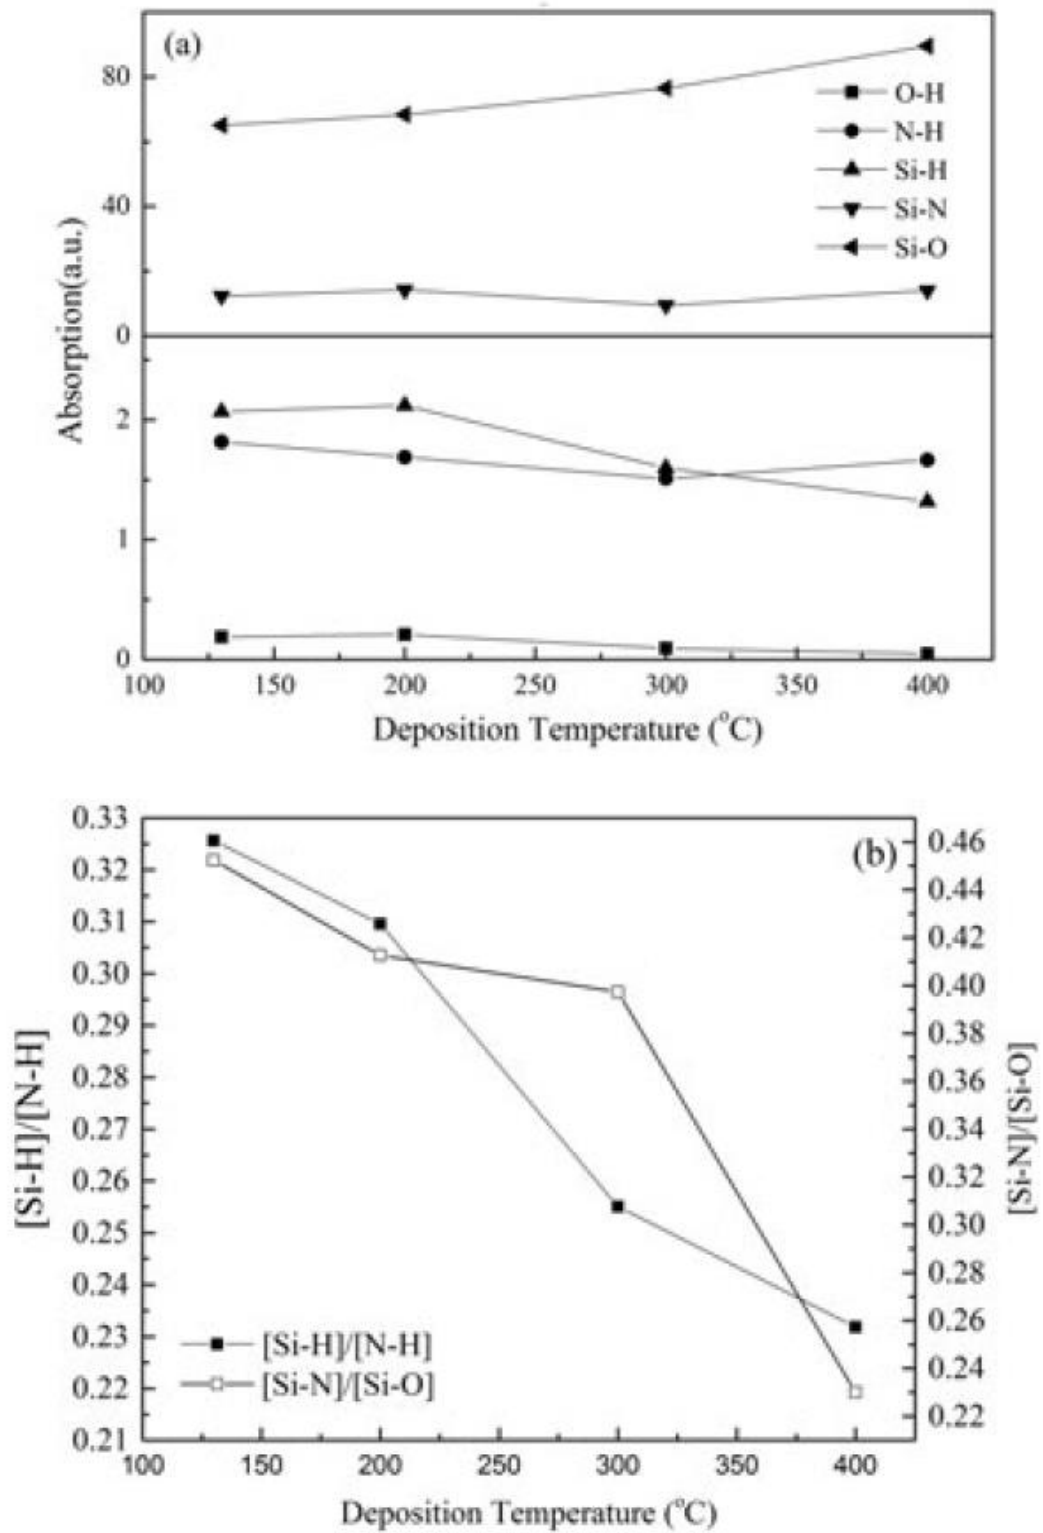 (a)
80
40
0
2
1
0
O-H
N-H
Si-H
Si-N
Si-O
Absorption(a.u.)
100 150 200 250 300 350 400
Deposition Temperature (°C)
(b)
0.33
0.32
0.31
0.30
0.29
0.28
0.27
0.26
0.25
0.24
0.23
0.22
0.21
[Si-H]/[N-H]
0.46
0.44
0.42
0.40
0.38
0.36
0.34
0.32
0.30
0.28
0.26
0.24
0.22
[Si-N]/[Si-O]
[Si-H]/[N-H]
[Si-N]/[Si-O]
100 150 200 250 300 350 400
Deposition Temperature (°C)